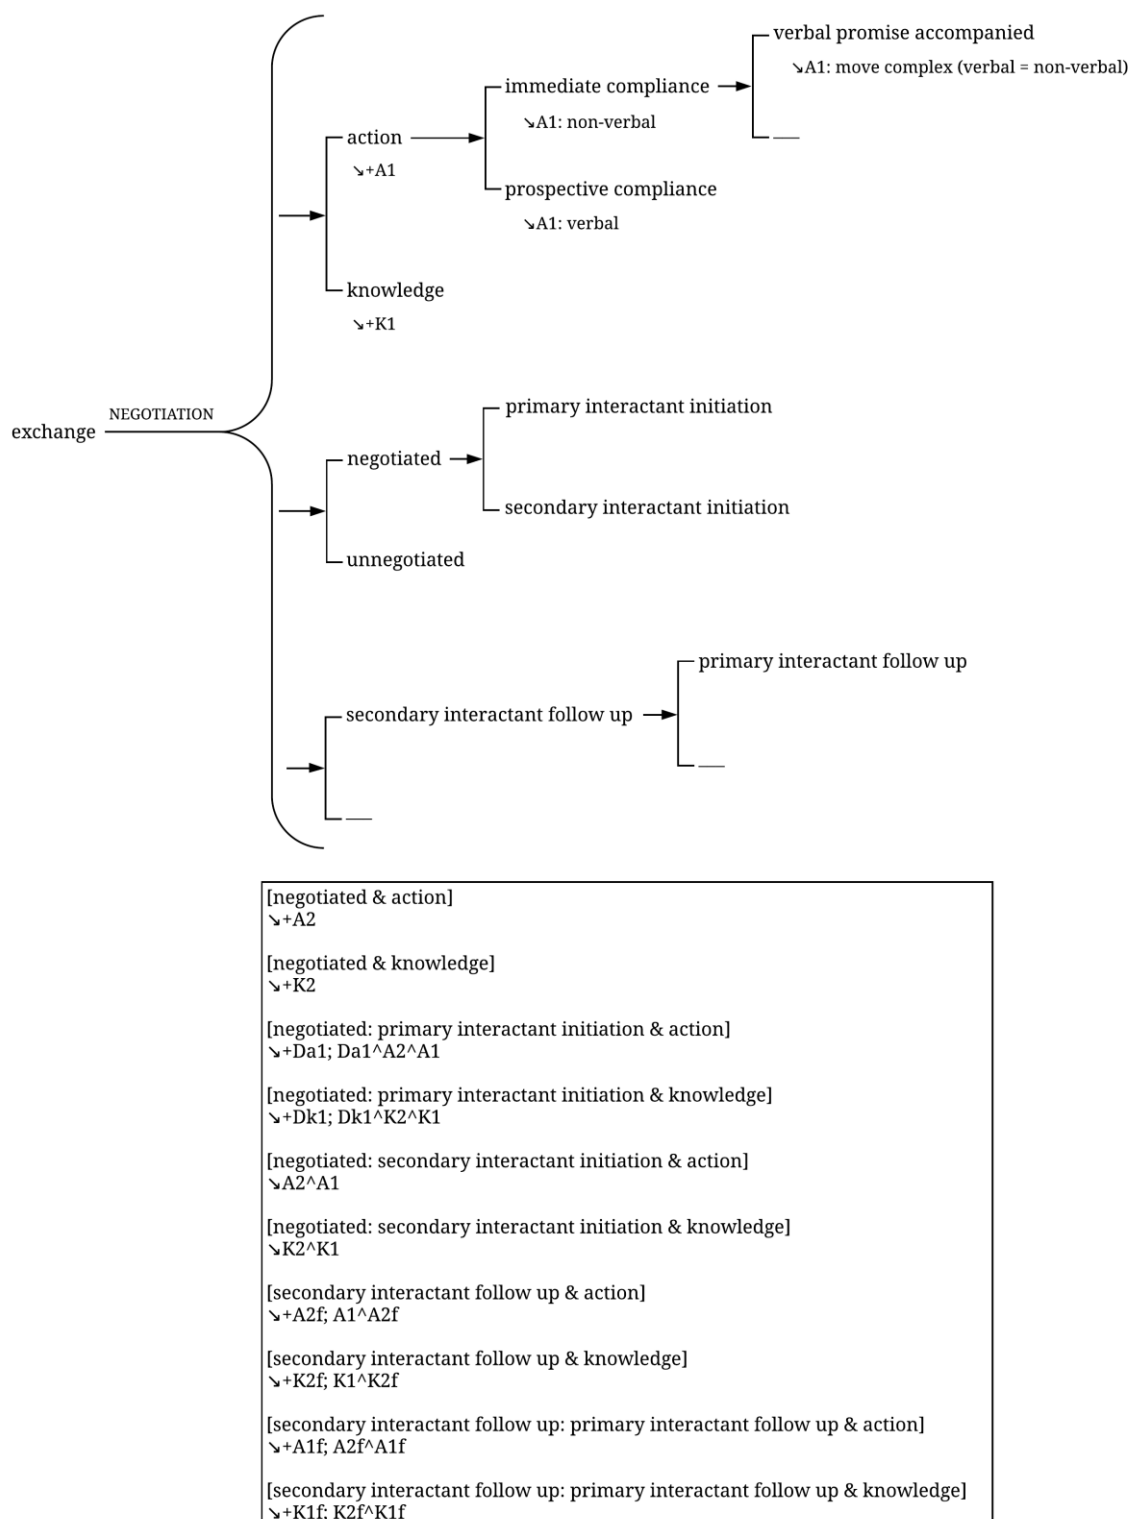 verbal promise accompanied
↘A1: move complex (verbal = non-verbal)
immediate compliance
↘A1: non-verbal
action
↘+A1
prospective compliance
↘A1: verbal
knowledge
↘+K1
NEGOTIATION
exchange
primary interactant initiation
negotiated
secondary interactant initiation
unnegotiated
primary interactant follow up
secondary interactant follow up
[negotiated & action]
↘+A2
[negotiated & knowledge]
↘+K2
[negotiated: primary interactant initiation & action]
↘+Da1; Da1^A2^A1
[negotiated: primary interactant initiation & knowledge]
↘+Dk1; Dk1^K2^K1
[negotiated: secondary interactant initiation & action]
↘A2^A1
[negotiated: secondary interactant initiation & knowledge]
↘K2^K1
[secondary interactant follow up & action]
↘+A2f; A1^A2f
[secondary interactant follow up & knowledge]
↘+K2f; K1^K2f
[secondary interactant follow up: primary interactant follow up & action]
↘+A1f; A2f^A1f
[secondary interactant follow up: primary interactant follow up & knowledge]
↘+K1f; K2f^K1f